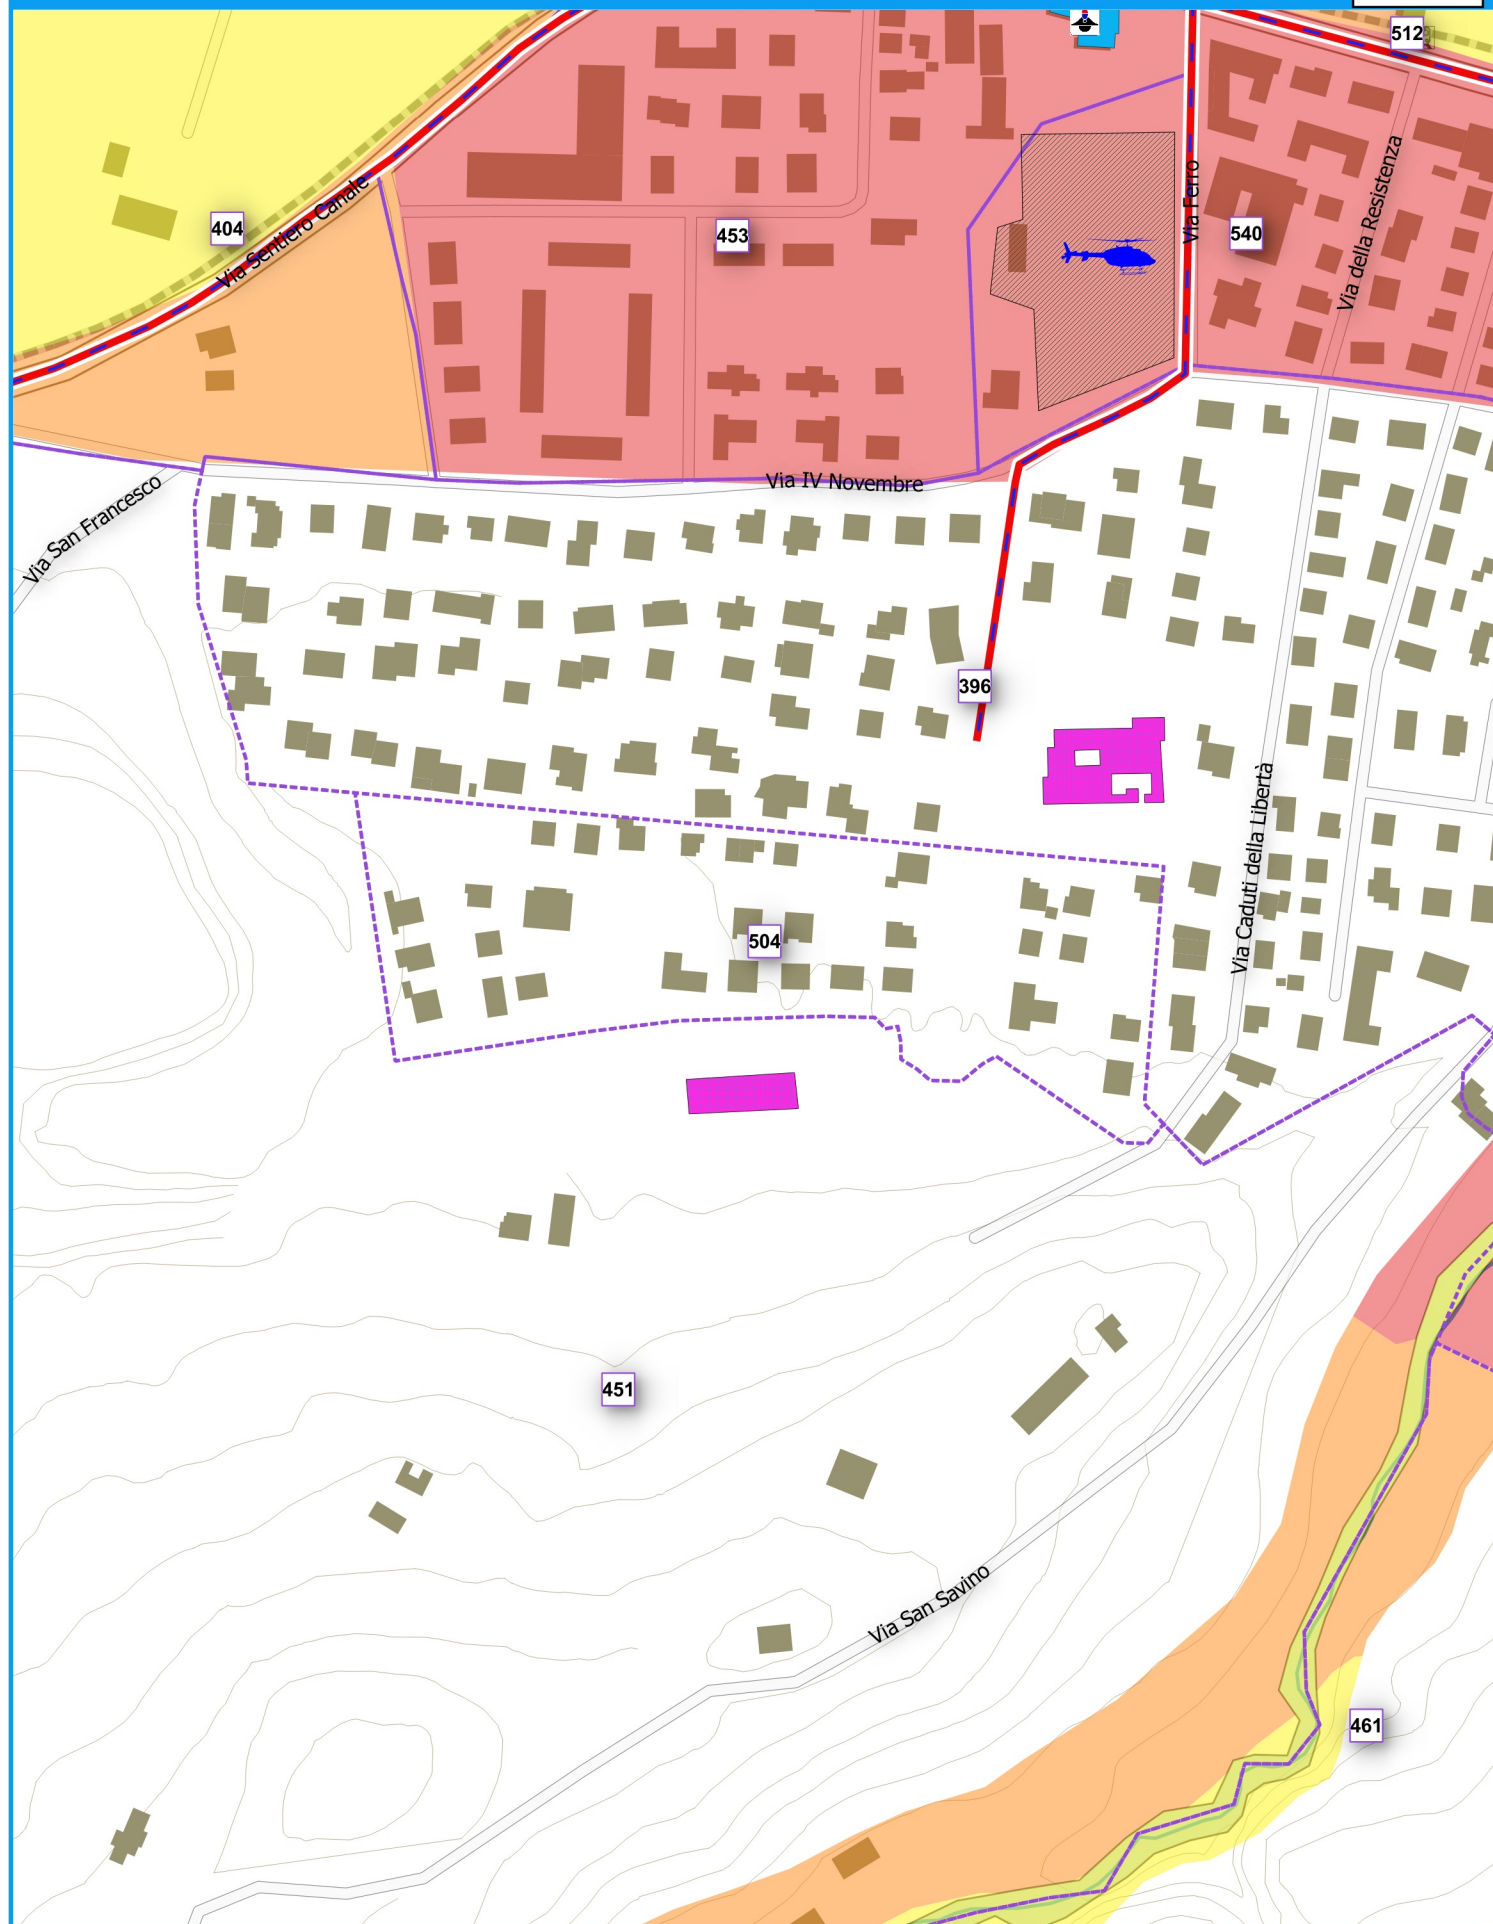 512
Via Sentiero Canale
404
453
Via Ferro
540
Via della Resistenza
Via IV Novembre
Via San Francesco
396
Via Caduti della Libertà
504
451
Via San Savino
461